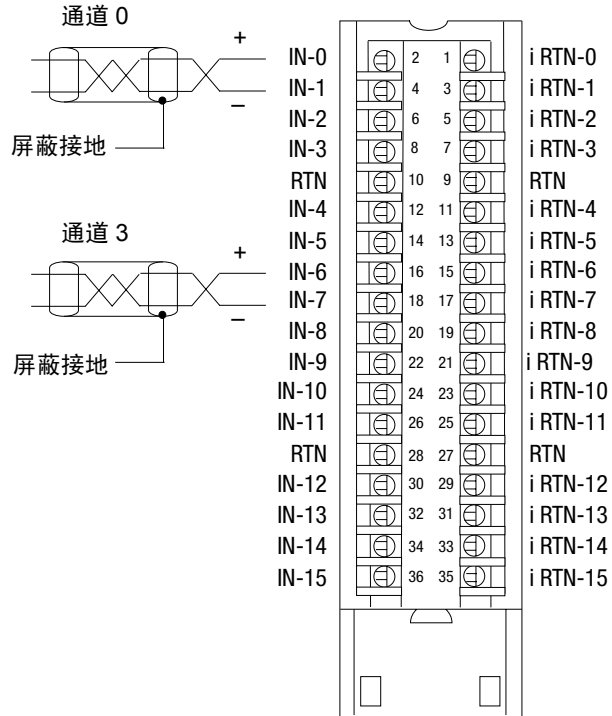 通道 0
+
–
屏蔽接地
通道 3
+
–
屏蔽接地
IN-0 2 1 i RTN-0
IN-1 4 3 i RTN-1
IN-2 6 5 i RTN-2
IN-3 8 7 i RTN-3
RTN 10 9 RTN
IN-4 12 11 i RTN-4
IN-5 14 13 i RTN-5
IN-6 16 15 i RTN-6
IN-7 18 17 i RTN-7
IN-8 20 19 i RTN-8
IN-9 22 21 i RTN-9
IN-10 24 23 i RTN-10
IN-11 26 25 i RTN-11
RTN 28 27 RTN
IN-12 30 29 i RTN-12
IN-13 32 31 i RTN-13
IN-14 34 33 i RTN-14
IN-15 36 35 i RTN-15